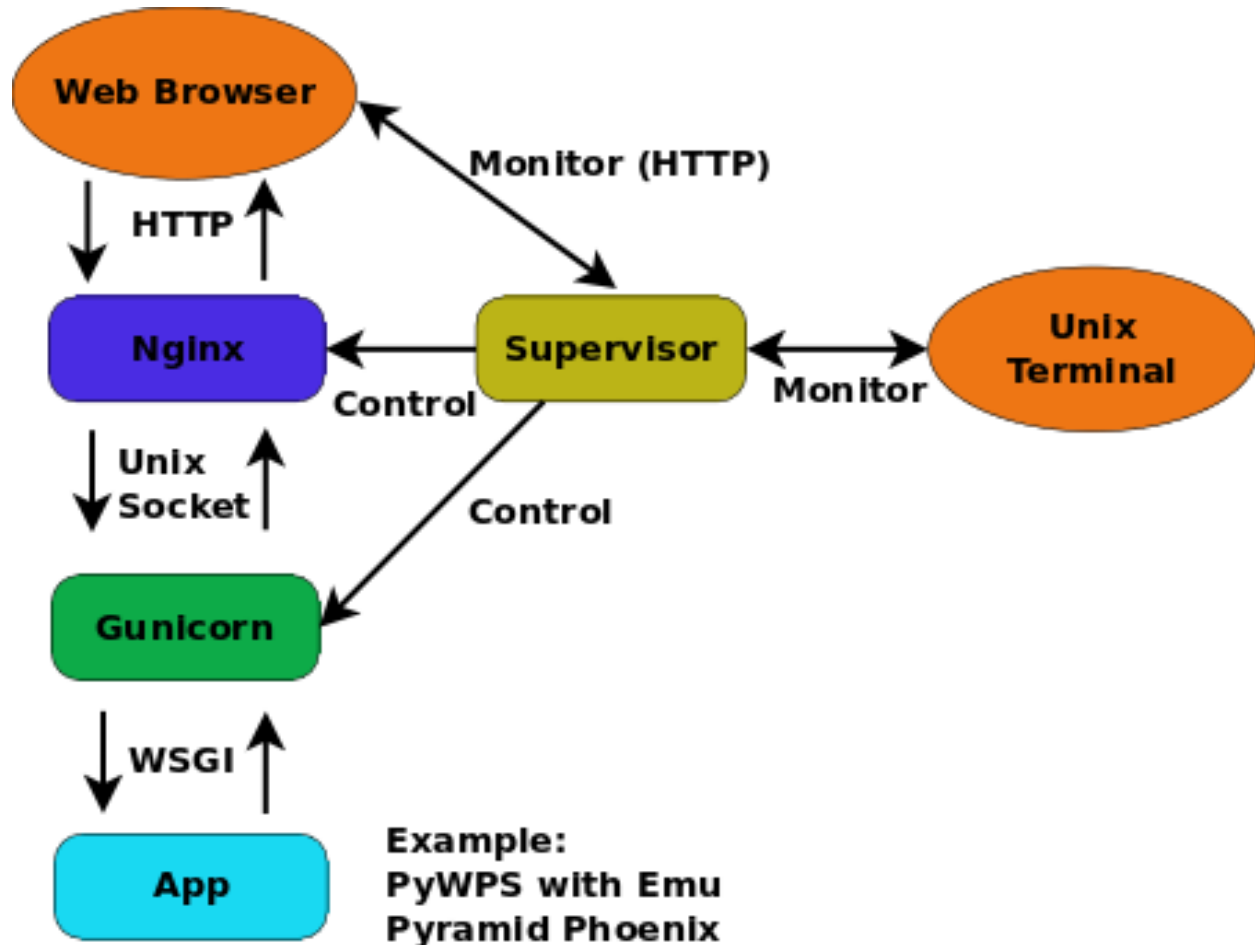 Web Browser
Monitor (HTTP)
HTTP
Nginx
Supervisor
Unix
Terminal
Control
Monitor
Unix
Socket
Control
Gunicorn
WSGI
App
Example:
PyWPS with Emu
Pyramid Phoenix